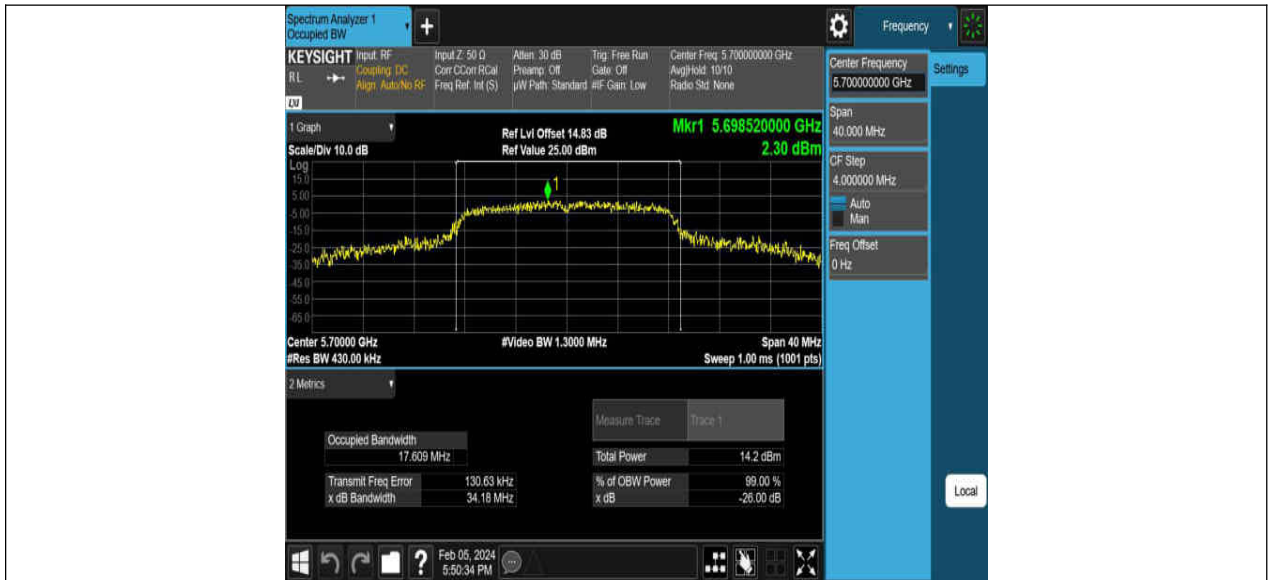 Spectrum Analyzer 1
Occupied BW
+
Frequency
KEYSIGHT
RL
Input: RF
Coupling: DC
Align: Auto/No RF
Input Z: 50 Ω
Corr CCorr RCal
Freq Ref: Int (S)
Atten: 30 dB
Preamp: Off
µW Path: Standard
Trig: Free Run
Gate: Off
#IF Gain: Low
Center Freq: 5.700000000 GHz
Avg|Hold: 10/10
Radio Std: None
Center Frequency
5.700000000 GHz
Settings
Span
40.000 MHz
CF Step
4.000000 MHz
Auto
Man
Freq Offset
0 Hz
Local
1 Graph
Scale/Div 10.0 dB
Ref Lvl Offset 14.83 dB
Ref Value 25.00 dBm
Mkr1 5.698520000 GHz
2.30 dBm
Log
15.0
5.00
-5.00
-15.0
-25.0
-35.0
-45.0
-55.0
-65.0
1
Center 5.70000 GHz
#Video BW 1.3000 MHz
Span 40 MHz
#Res BW 430.00 kHz
Sweep 1.00 ms (1001 pts)
2 Metrics
Measure Trace
Trace 1
Occupied Bandwidth
17.609 MHz
Total Power
14.2 dBm
Transmit Freq Error
130.63 kHz
% of OBW Power
99.00 %
x dB Bandwidth
34.18 MHz
x dB
-26.00 dB
?
Feb 05, 2024
5:50:34 PM